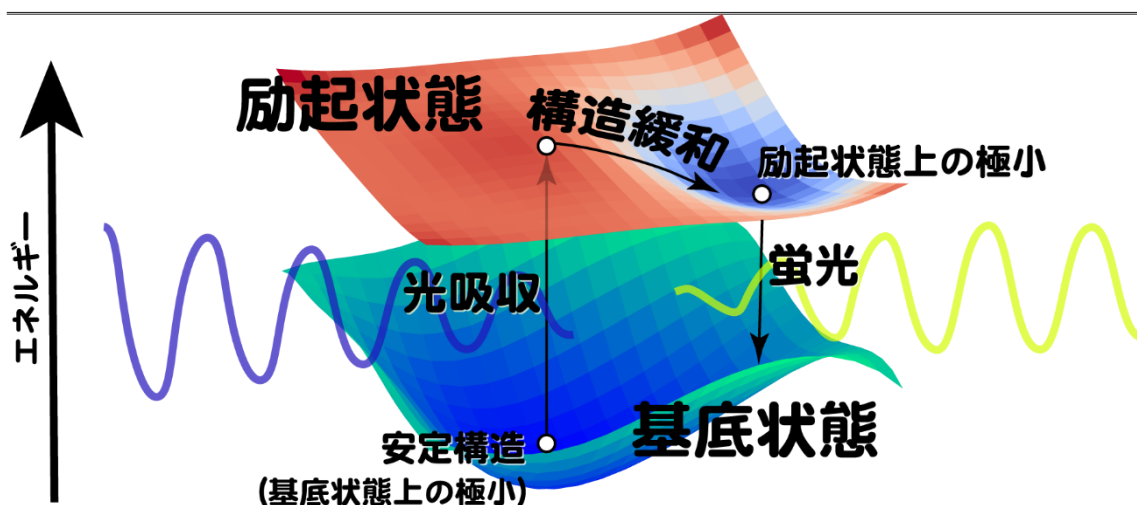 励起状態
構造緩和
励起状態上の極小
エネルギー
光吸収
蛍光
安定構造
(基底状態上の極小)
基底状態